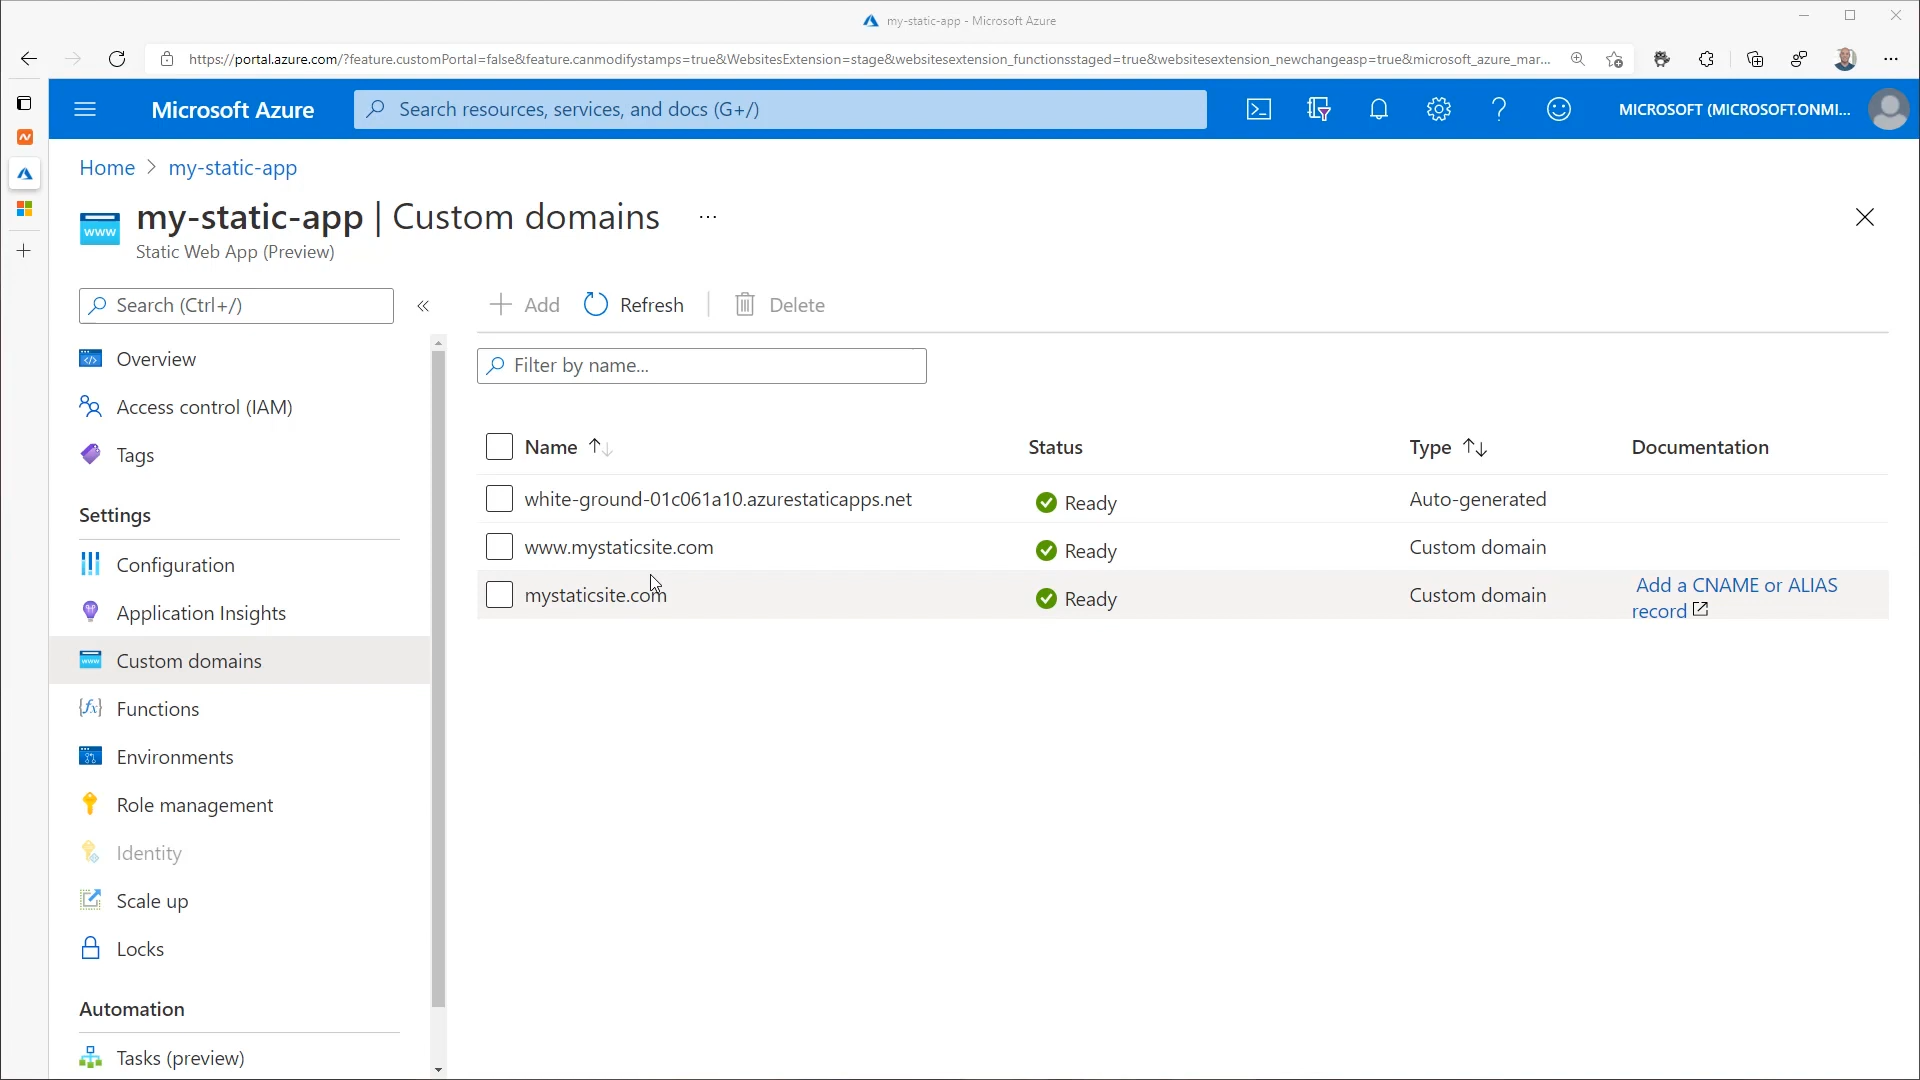 my-static-app - Microsoft Azure
https://portal.azure.com/?feature.customPortal=false&feature.canmodifystamps=true&WebsitesExtension=stage&websitesextension_functionsstaged=true&websitesextension_newchangeasp=true&microsoft_azure_mar...
Microsoft Azure
Search resources, services, and docs (G+/)
MICROSOFT (MICROSOFT.ONMI...
Home > my-static-app
www
my-static-app | Custom domains ...
Static Web App (Preview)
Search (Ctrl+/)
«
Add
Refresh
Delete
Overview
Access control (IAM)
Tags
Settings
Configuration
Application Insights
Custom domains
Functions
Environments
Role management
Identity
Scale up
Locks
Automation
Tasks (preview)
Filter by name...
Name Status Type Documentation
white-ground-01c061a10.azurestaticapps.net Ready Auto-generated
www.mystaticsite.com Ready Custom domain
mystaticsite.com Ready Custom domain Add a CNAME or ALIAS
record